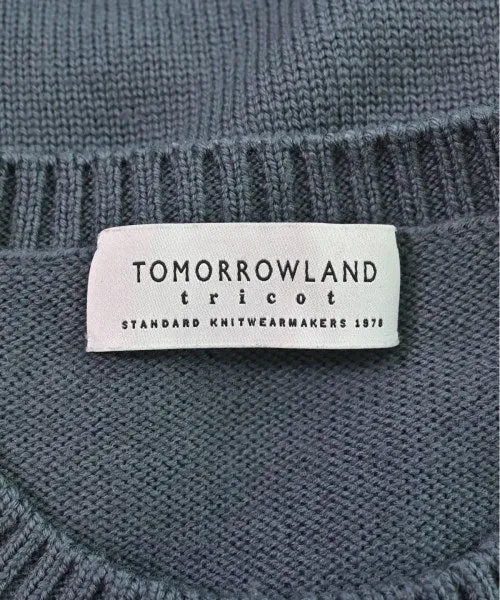 TOMORROWLAND
tricot
STANDARD KNITWEARMAKERS 1978